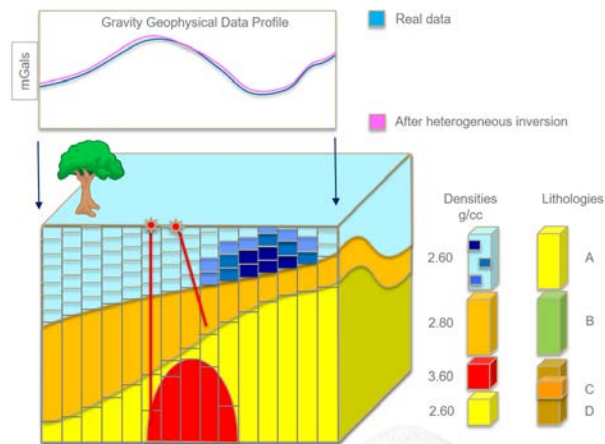 Gravity Geophysical Data Profile
mGals
Real data
After heterogeneous inversion
Densities
g/cc
Lithologies
2.60
A
2.80
B
3.60
C
2.60
D